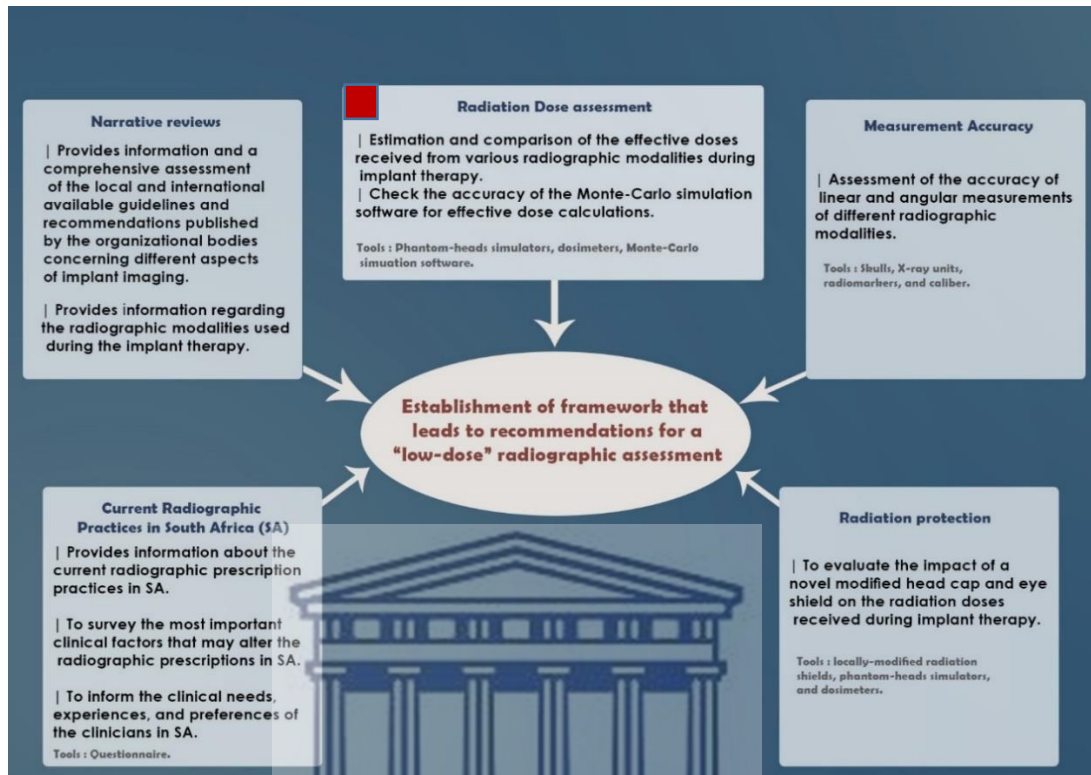 Narrative reviews
| Provides information and a
comprehensive assessment
of the local and international
available guidelines and
recommendations published
by the organizational bodies
concerning different aspects
of implant imaging.
| Provides information regarding
the radiographic modalities used
during the implant therapy.
Radiation Dose assessment
| Estimation and comparison of the effective doses
received from various radiographic modalities during
implant therapy.
| Check the accuracy of the Monte-Carlo simulation
software for effective dose calculations.
Tools : Phantom-heads simulators, dosimeters, Monte-Carlo
simuation software.
Measurement Accuracy
| Assessment of the accuracy of
linear and angular measurements
of different radiographic
modalities.
Tools : Skulls, X-ray units,
radiomarkers, and caliber.
Establishment of framework that
leads to recommendations for a
“low-dose” radiographic assessment
Current Radiographic
Practices in South Africa (SA)
| Provides information about the
current radiographic prescription
practices in SA.
| To survey the most important
clinical factors that may alter the
radiographic prescriptions in SA.
| To inform the clinical needs,
experiences, and preferences of
the clinicians in SA.
Tools : Questionnaire.
Radiation protection
| To evaluate the impact of a
novel modified head cap and eye
shield on the radiation doses
received during implant therapy.
Tools : locally-modified radiation
shields, phantom-heads simulators,
and dosimeters.